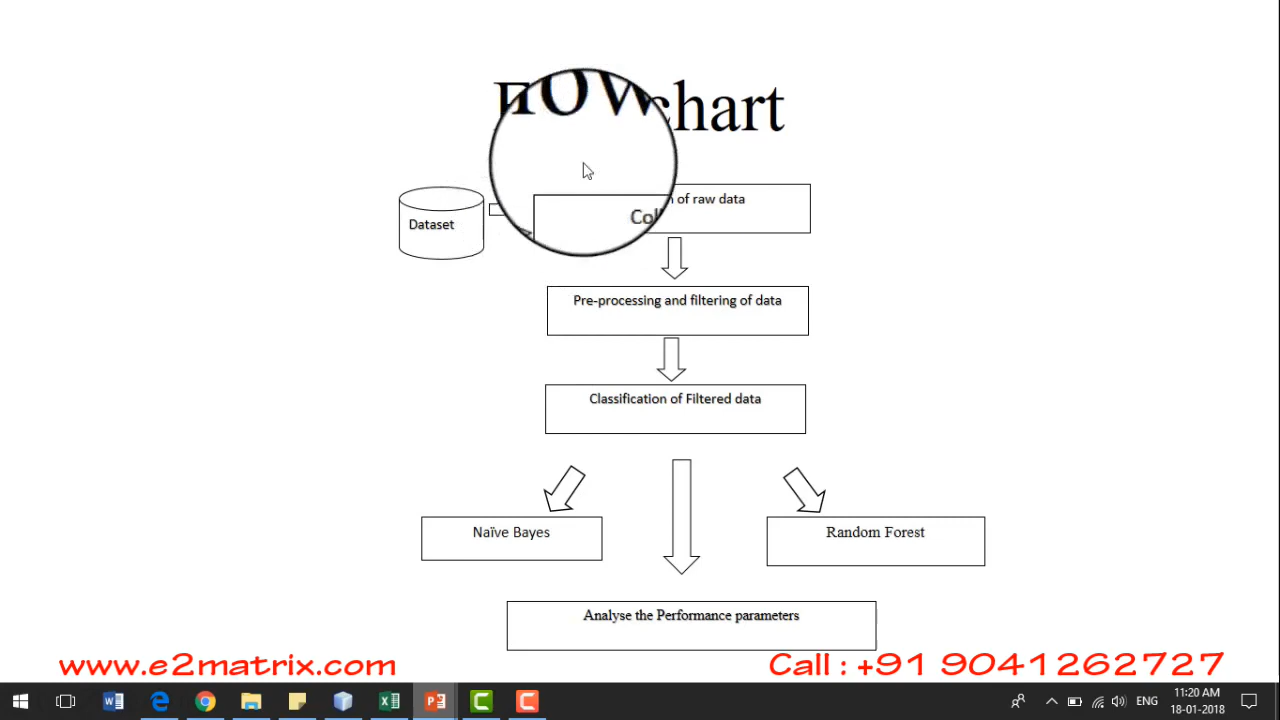 Flowchart
Dataset
Coll
n of raw data
Pre-processing and filtering of data
Classification of Filtered data
Naïve Bayes
Random Forest
Analyse the Performance parameters
www.e2matrix.com
Call : +91 9041262727
ENG
11:20 AM
18-01-2018